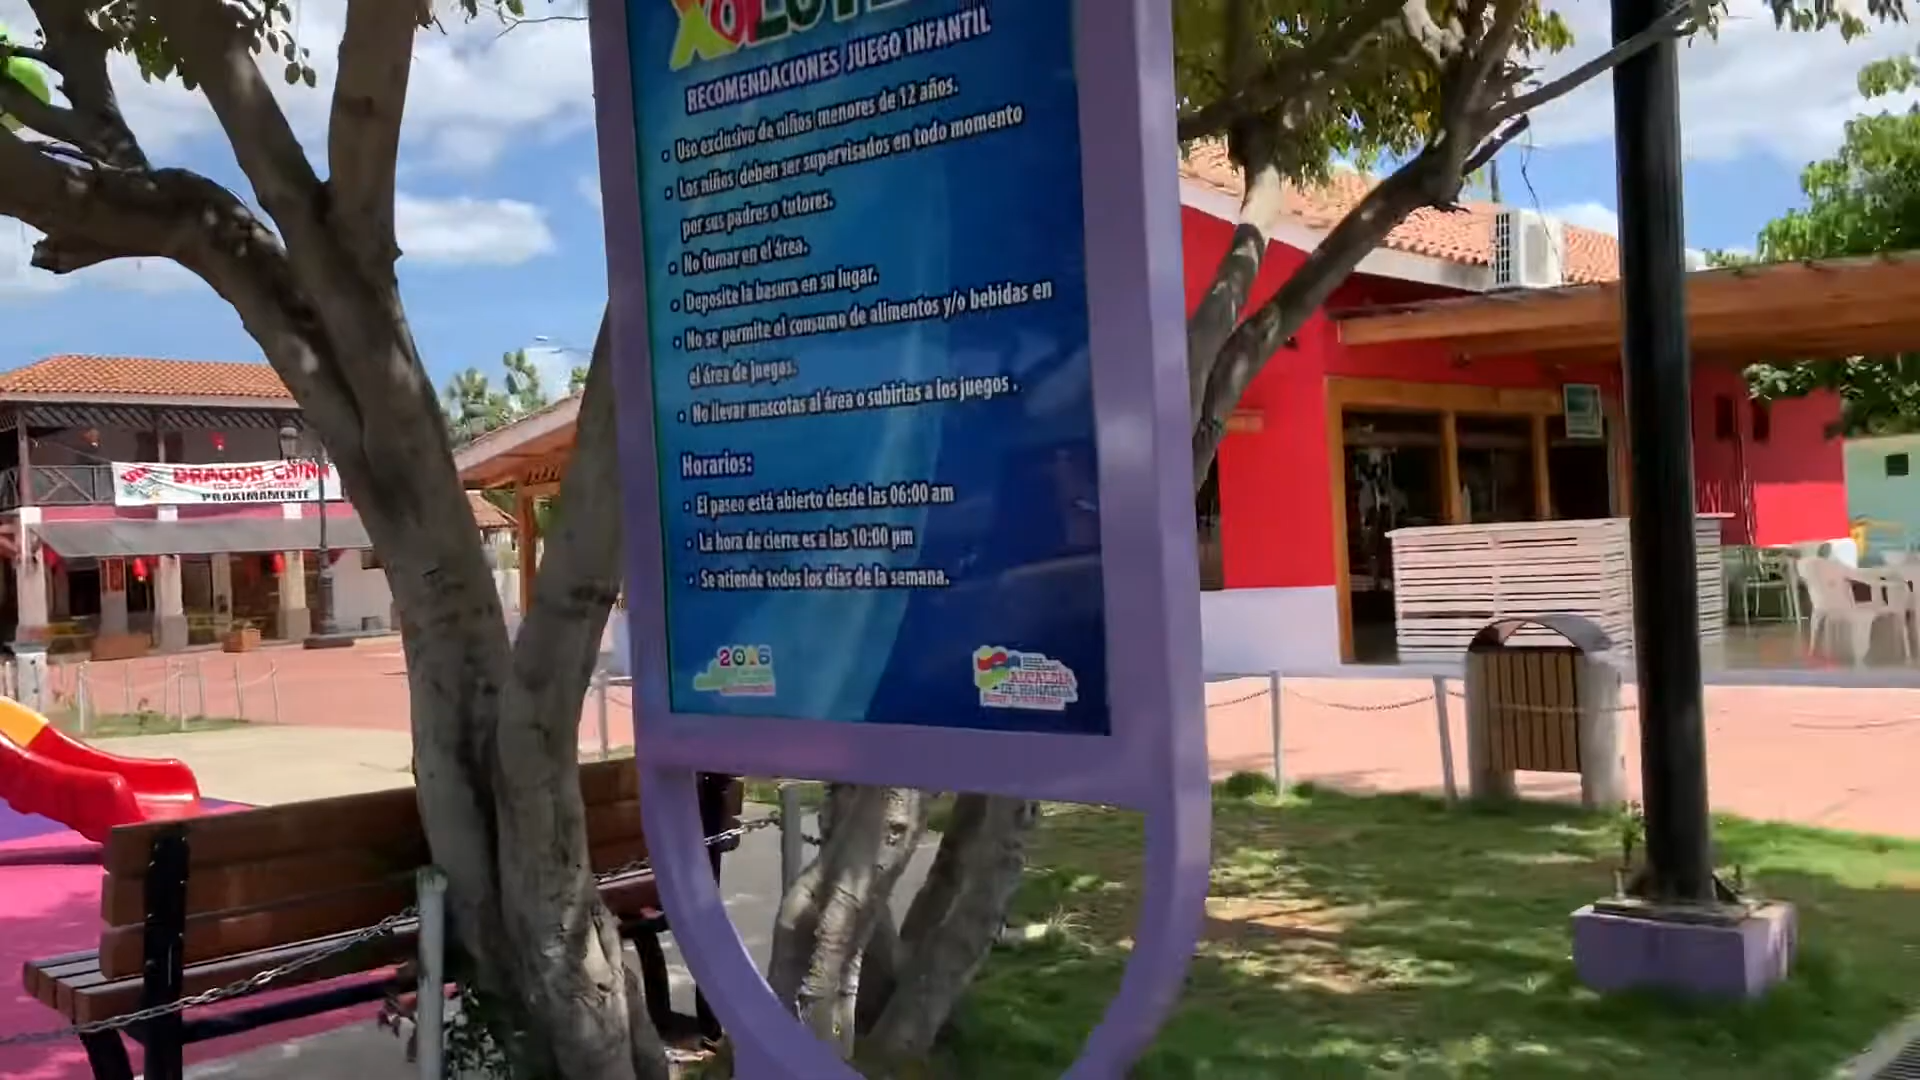 RECOMENDACIONES JUEGO INFANTIL
• Uso exclusivo de niños menores de 12 años.
• Los niños deben ser supervisados en todo momento
por sus padres o tutores.
• No fumar en el área.
• Deposite la basura en su lugar.
• No se permite el consumo de alimentos y/o bebidas en
el área de juegos.
• No llevar mascotas al área o subirlas a los juegos .
Horarios:
• El paseo está abierto desde las 06:00 am
• La hora de cierre es a las 10:00 pm
• Se atiende todos los días de la semana.
2016
ALCALDÍA
DE MANAGUA
DRAGON CHINA
PROXIMAMENTE